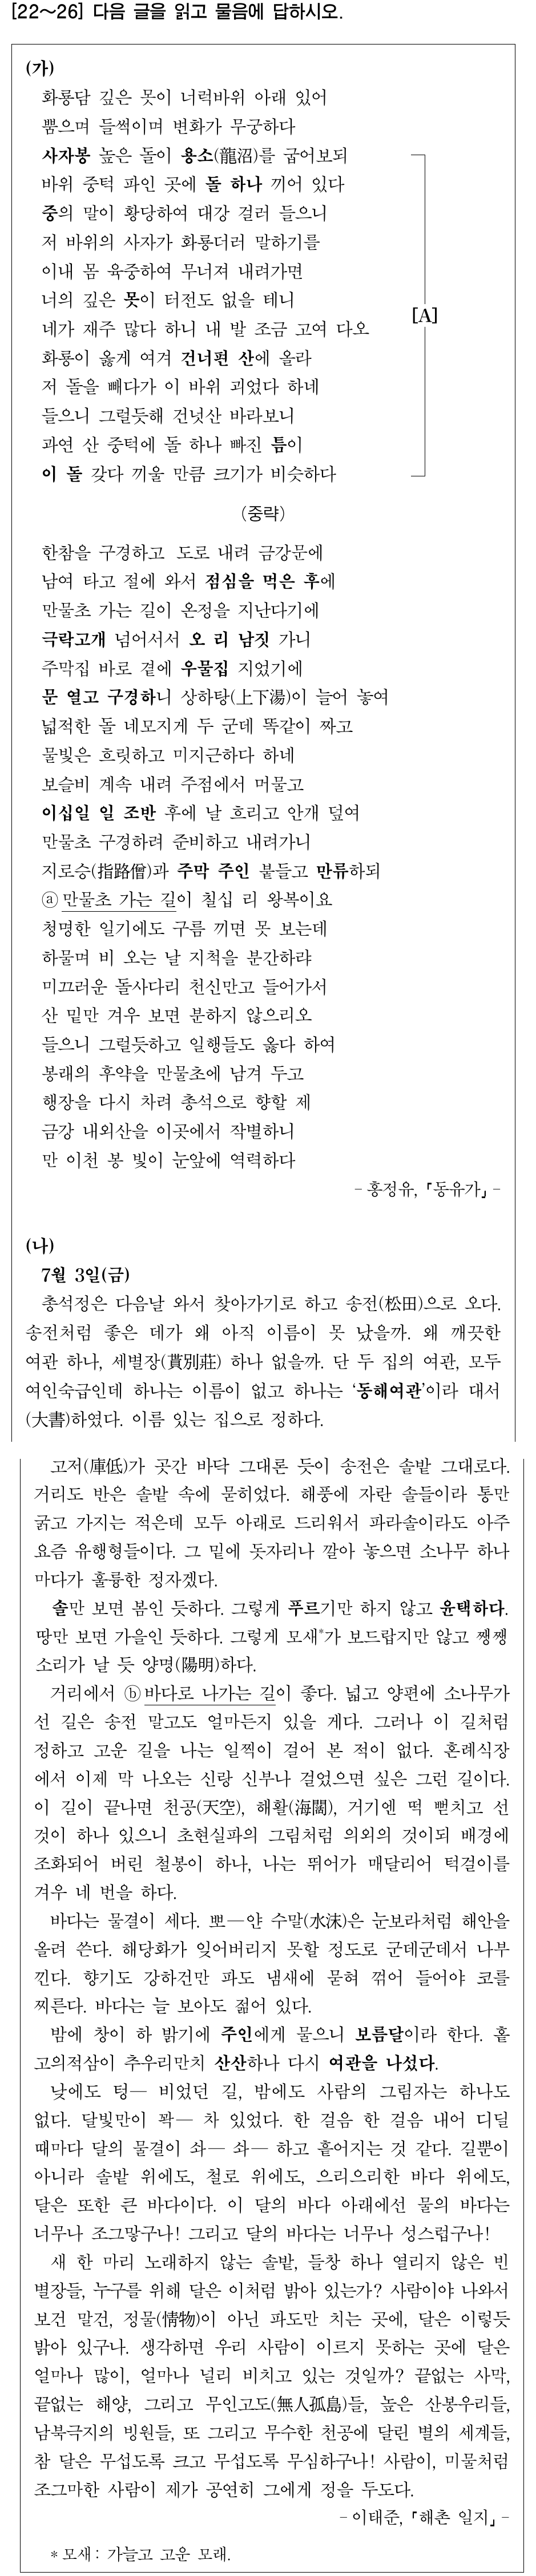 [22～26] 다음 글을 읽고 물음에 답하시오.
(가)
화룡담 깊은 못이 너럭바위 아래 있어
뿜으며 들썩이며 변화가 무궁하다
사자봉 높은 돌이 용소(龍沼)를 굽어보되
바위 중턱 파인 곳에 돌 하나 끼어 있다
중의 말이 황당하여 대강 걸러 들으니
저 바위의 사자가 화룡더러 말하기를
이내 몸 육중하여 무너져 내려가면
너의 깊은 못이 터전도 없을 테니
네가 재주 많다 하니 내 발 조금 고여 다오
화룡이 옳게 여겨 건너편 산에 올라
저 돌을 빼다가 이 바위 괴었다 하네
들으니 그럴듯해 건넛산 바라보니
과연 산 중턱에 돌 하나 빠진 틈이
이 돌 갖다 끼울 만큼 크기가 비슷하다
[A]
(중략)
한참을 구경하고 도로 내려 금강문에
남여 타고 절에 와서 점심을 먹은 후에
만물초 가는 길이 온정을 지난다기에
극락고개 넘어서서 오 리 남짓 가니
주막집 바로 곁에 우물집 지었기에
문 열고 구경하니 상하탕(上下湯)이 늘어 놓여
넓적한 돌 네모지게 두 군데 똑같이 짜고
물빛은 흐릿하고 미지근하다 하네
보슬비 계속 내려 주점에서 머물고
이십일 일 조반 후에 날 흐리고 안개 덮여
만물초 구경하려 준비하고 내려가니
지로승(指路僧)과 주막 주인 붙들고 만류하되
ⓐ만물초 가는 길이 칠십 리 왕복이요
청명한 일기에도 구름 끼면 못 보는데
하물며 비 오는 날 지척을 분간하랴
미끄러운 돌사다리 천신만고 들어가서
산 밑만 겨우 보면 분하지 않으리오
들으니 그럴듯하고 일행들도 옳다 하여
봉래의 후약을 만물초에 남겨 두고
행장을 다시 차려 총석으로 향할 제
금강 내외산을 이곳에서 작별하니
만 이천 봉 빛이 눈앞에 역력하다
- 홍정유, 「동유가」 -
(나)
7월 3일(금)
총석정은 다음날 와서 찾아가기로 하고 송전(松田)으로 오다.
송전처럼 좋은 데가 왜 아직 이름이 못 났을까. 왜 깨끗한
여관 하나, 세별장(貰別莊) 하나 없을까. 단 두 집의 여관, 모두
여인숙급인데 하나는 이름이 없고 하나는 ‘동해여관’이라 대서
(大書)하였다. 이름 있는 집으로 정하다.
고저(庫低)가 곳간 바닥 그대론 듯이 송전은 솔밭 그대로다.
거리도 반은 솔밭 속에 묻히었다. 해풍에 자란 솔들이라 통만
굵고 가지는 적은데 모두 아래로 드리워서 파라솔이라도 아주
요즘 유행형들이다. 그 밑에 돗자리나 깔아 놓으면 소나무 하나
마다가 훌륭한 정자겠다.
솔만 보면 봄인 듯하다. 그렇게 푸르기만 하지 않고 윤택하다.
땅만 보면 가을인 듯하다. 그렇게 모새*가 보드랍지만 않고 쨍쨍
소리가 날 듯 양명(陽明)하다.
거리에서 ⓑ바다로 나가는 길이 좋다. 넓고 양편에 소나무가
선 길은 송전 말고도 얼마든지 있을 게다. 그러나 이 길처럼
정하고 고운 길을 나는 일찍이 걸어 본 적이 없다. 혼례식장
에서 이제 막 나오는 신랑 신부나 걸었으면 싶은 그런 길이다.
이 길이 끝나면 천공(天空), 해활(海闊), 거기엔 떡 뻗치고 선
것이 하나 있으니 초현실파의 그림처럼 의외의 것이되 배경에
조화되어 버린 철봉이 하나, 나는 뛰어가 매달리어 턱걸이를
겨우 네 번을 하다.
바다는 물결이 세다. 뽀─얀 수말(水沫)은 눈보라처럼 해안을
올려 쏜다. 해당화가 잊어버리지 못할 정도로 군데군데서 나부
낀다. 향기도 강하건만 파도 냄새에 묻혀 꺾어 들어야 코를
찌른다. 바다는 늘 보아도 젊어 있다.
밤에 창이 하 밝기에 주인에게 물으니 보름달이라 한다. 홑
고의적삼이 추우리만치 산산하나 다시 여관을 나섰다.
낮에도 텅─ 비었던 길, 밤에도 사람의 그림자는 하나도
없다. 달빛만이 꽉─ 차 있었다. 한 걸음 한 걸음 내어 디딜
때마다 달의 물결이 솨─ 솨─ 하고 흩어지는 것 같다. 길뿐이
아니라 솔밭 위에도, 철로 위에도, 으리으리한 바다 위에도,
달은 또한 큰 바다이다. 이 달의 바다 아래에선 물의 바다는
너무나 조그맣구나! 그리고 달의 바다는 너무나 성스럽구나!
새 한 마리 노래하지 않는 솔밭, 들창 하나 열리지 않은 빈
별장들, 누구를 위해 달은 이처럼 밝아 있는가? 사람이야 나와서
보건 말건, 정물(情物)이 아닌 파도만 치는 곳에, 달은 이렇듯
밝아 있구나. 생각하면 우리 사람이 이르지 못하는 곳에 달은
얼마나 많이, 얼마나 널리 비치고 있는 것일까? 끝없는 사막,
끝없는 해양, 그리고 무인고도(無人孤島)들, 높은 산봉우리들,
남북극지의 빙원들, 또 그리고 무수한 천공에 달린 별의 세계들,
참 달은 무섭도록 크고 무섭도록 무심하구나! 사람이, 미물처럼
조그마한 사람이 제가 공연히 그에게 정을 두도다.
- 이태준, 「해촌 일지」 -
* 모새 : 가늘고 고운 모래.